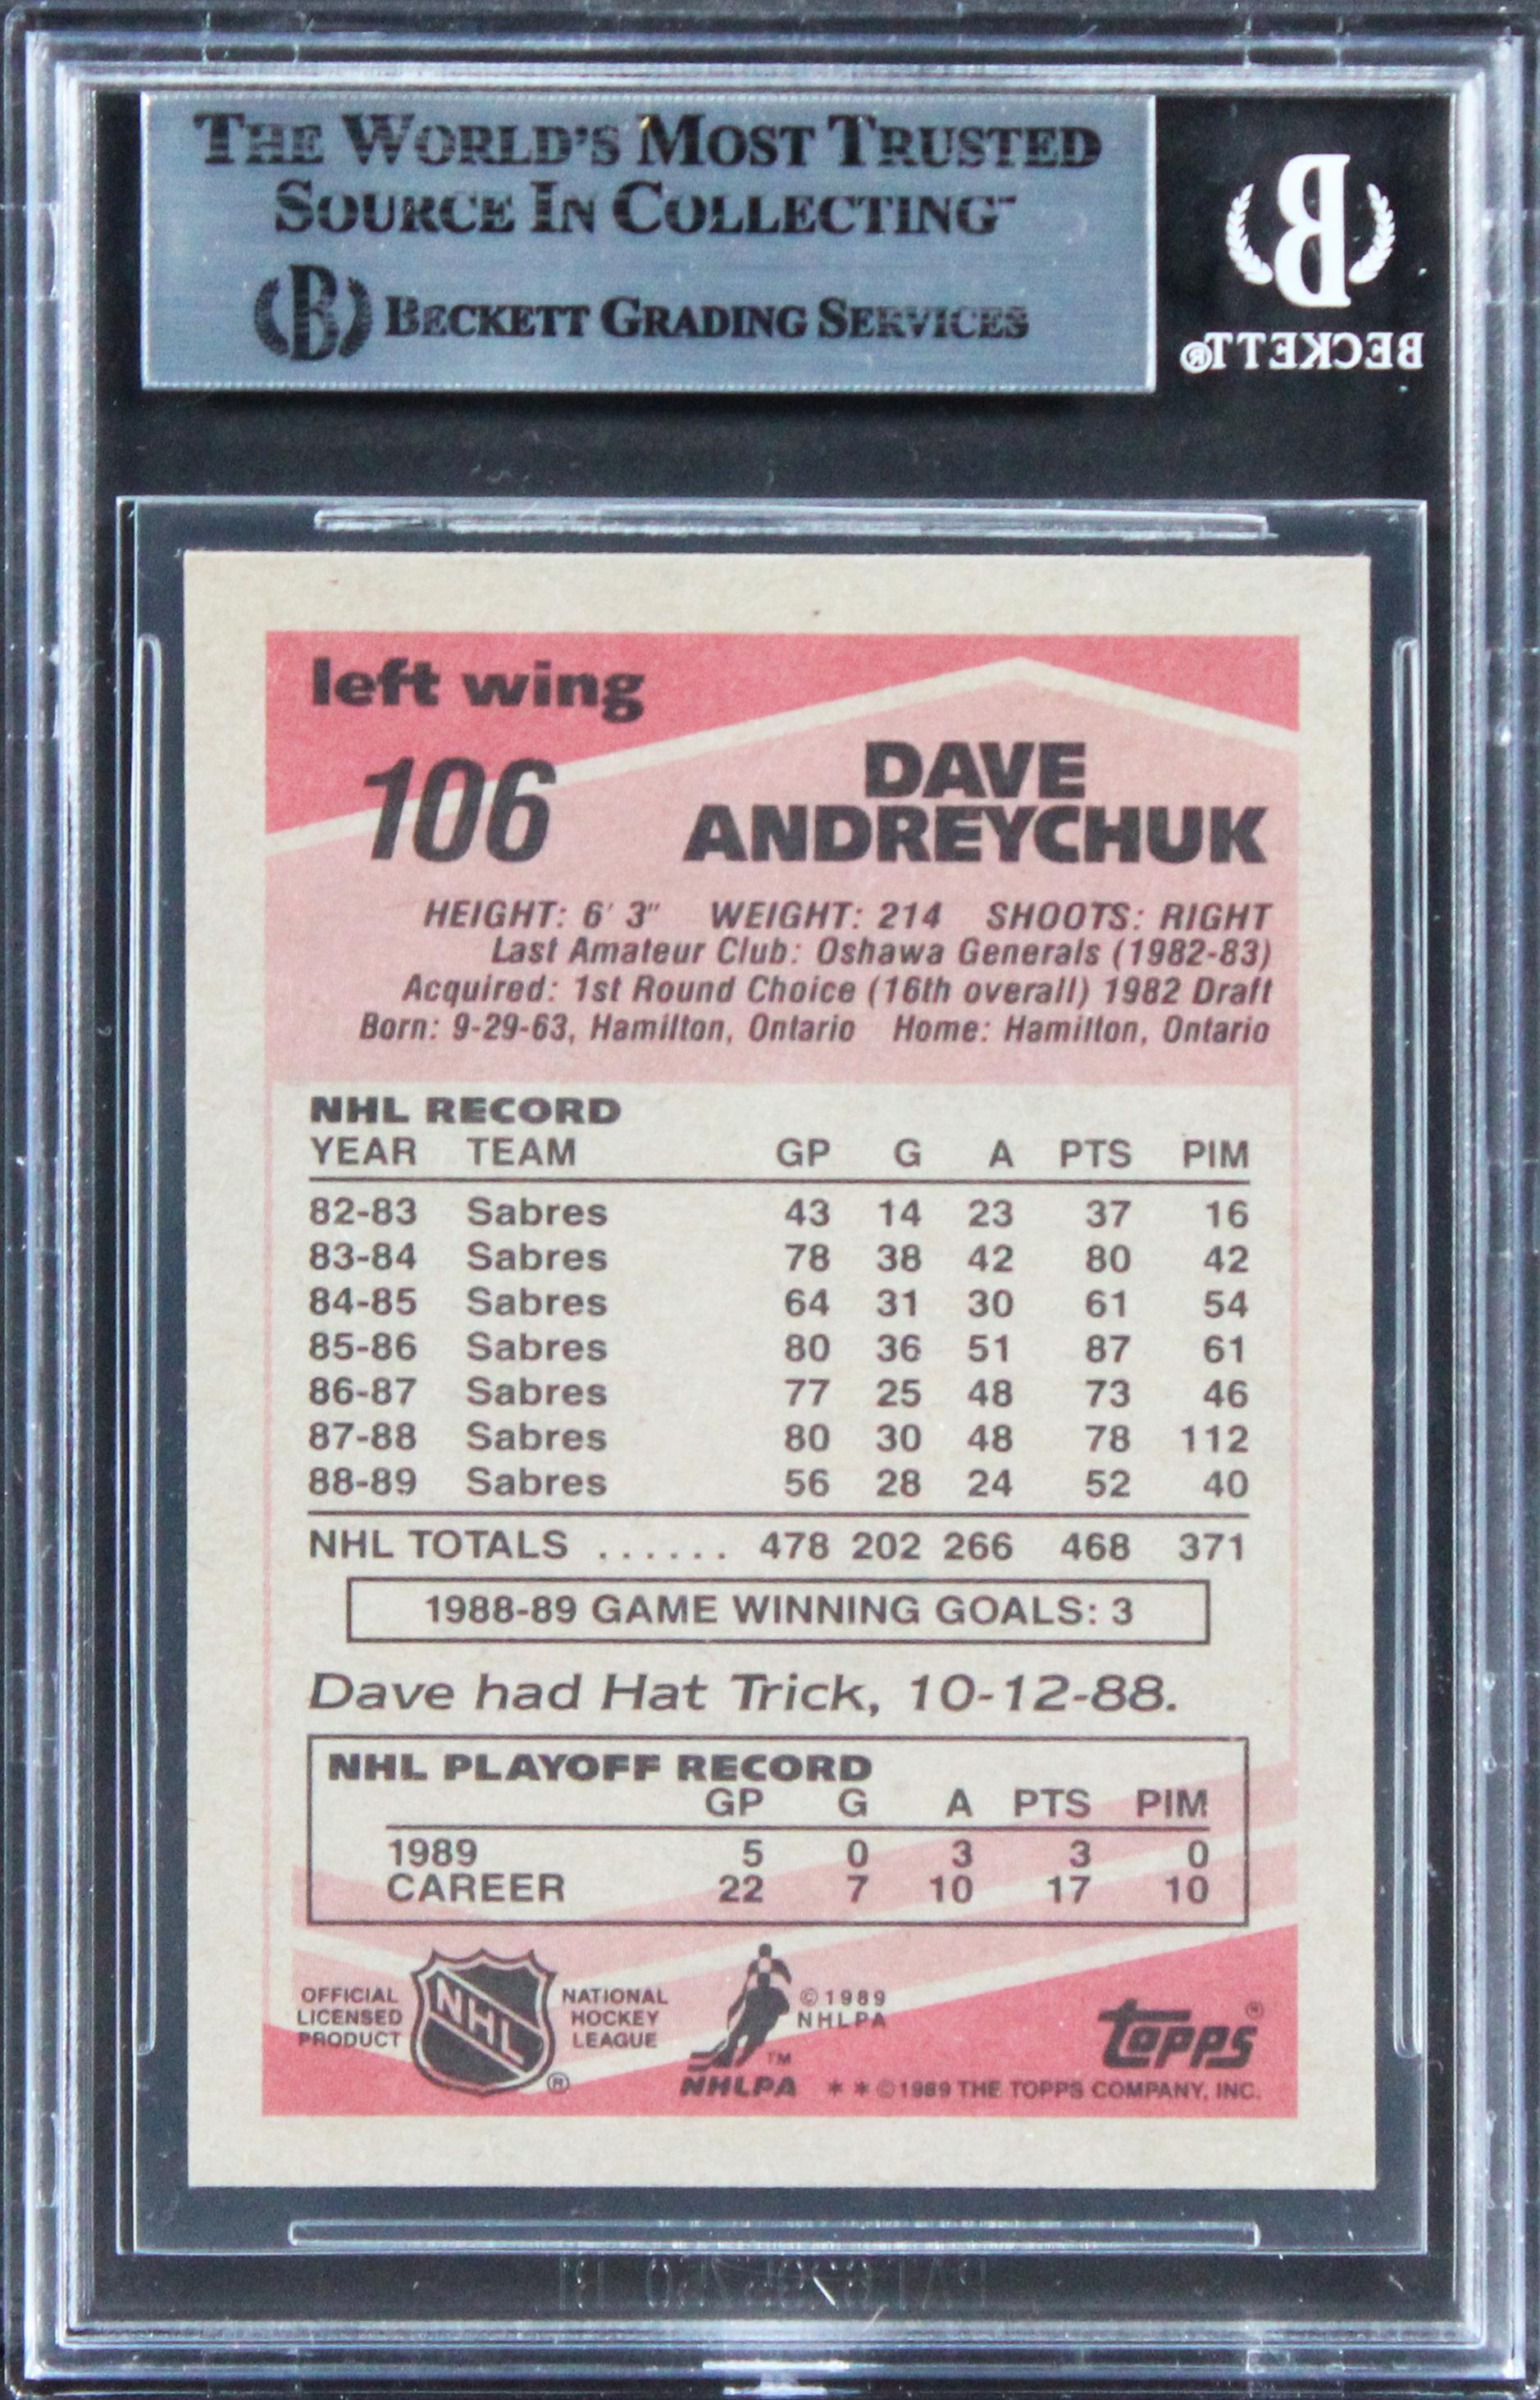 THE WORLD'S MOST TRUSTED
SOURCE IN COLLECTING™
B BECKETT GRADING SERVICES
B
BECKETT®
left wing
106
DAVE
ANDREYCHUK
HEIGHT: 6' 3" WEIGHT: 214 SHOOTS: RIGHT
Last Amateur Club: Oshawa Generals (1982-83)
Acquired: 1st Round Choice (16th overall) 1982 Draft
Born: 9-29-63, Hamilton, Ontario Home: Hamilton, Ontario
NHL RECORD
YEAR TEAM GP G A PTS PIM
82-83 Sabres 43 14 23 37 16
83-84 Sabres 78 38 42 80 42
84-85 Sabres 64 31 30 61 54
85-86 Sabres 80 36 51 87 61
86-87 Sabres 77 25 48 73 46
87-88 Sabres 80 30 48 78 112
88-89 Sabres 56 28 24 52 40
NHL TOTALS ...... 478 202 266 468 371
1988-89 GAME WINNING GOALS: 3
Dave had Hat Trick, 10-12-88.
NHL PLAYOFF RECORD
GP G A PTS PIM
1989 5 0 3 3 0
CAREER 22 7 10 17 10
OFFICIAL
LICENSED
PRODUCT
NHL
®
NATIONAL
HOCKEY
LEAGUE
™
NHLPA
©1989
NHLPA
TOPPS®
* * ©1989 THE TOPPS COMPANY, INC.